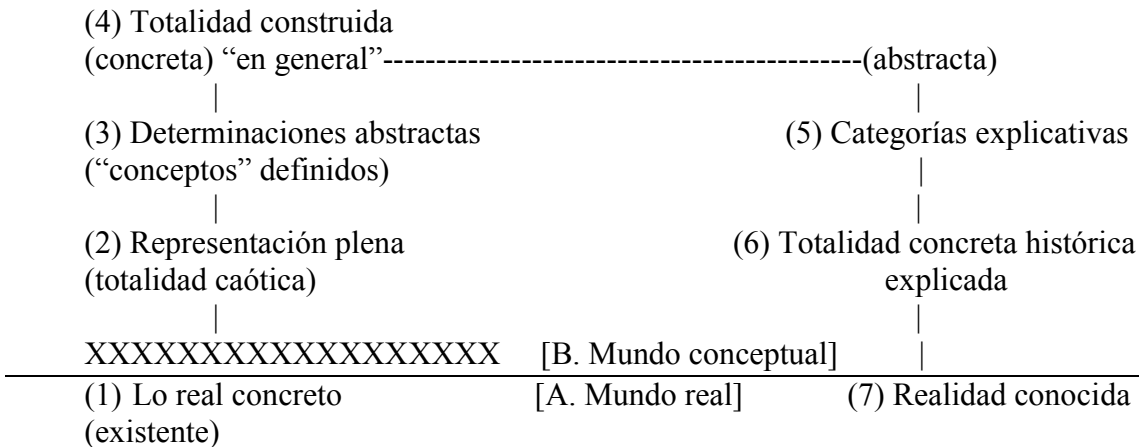 (4) Totalidad construida
(concreta) “en general”---------------------------------------------(abstracta)
|	|
(3) Determinaciones abstractas	(5) Categorías explicativas
(“conceptos” definidos)	|
|	|
(2) Representación plena	(6) Totalidad concreta histórica
(totalidad caótica)	explicada
|	|
XXXXXXXXXXXXXXXXXX	[B. Mundo conceptual]	|
(1) Lo real concreto	[A. Mundo real]	(7) Realidad conocida
(existente)